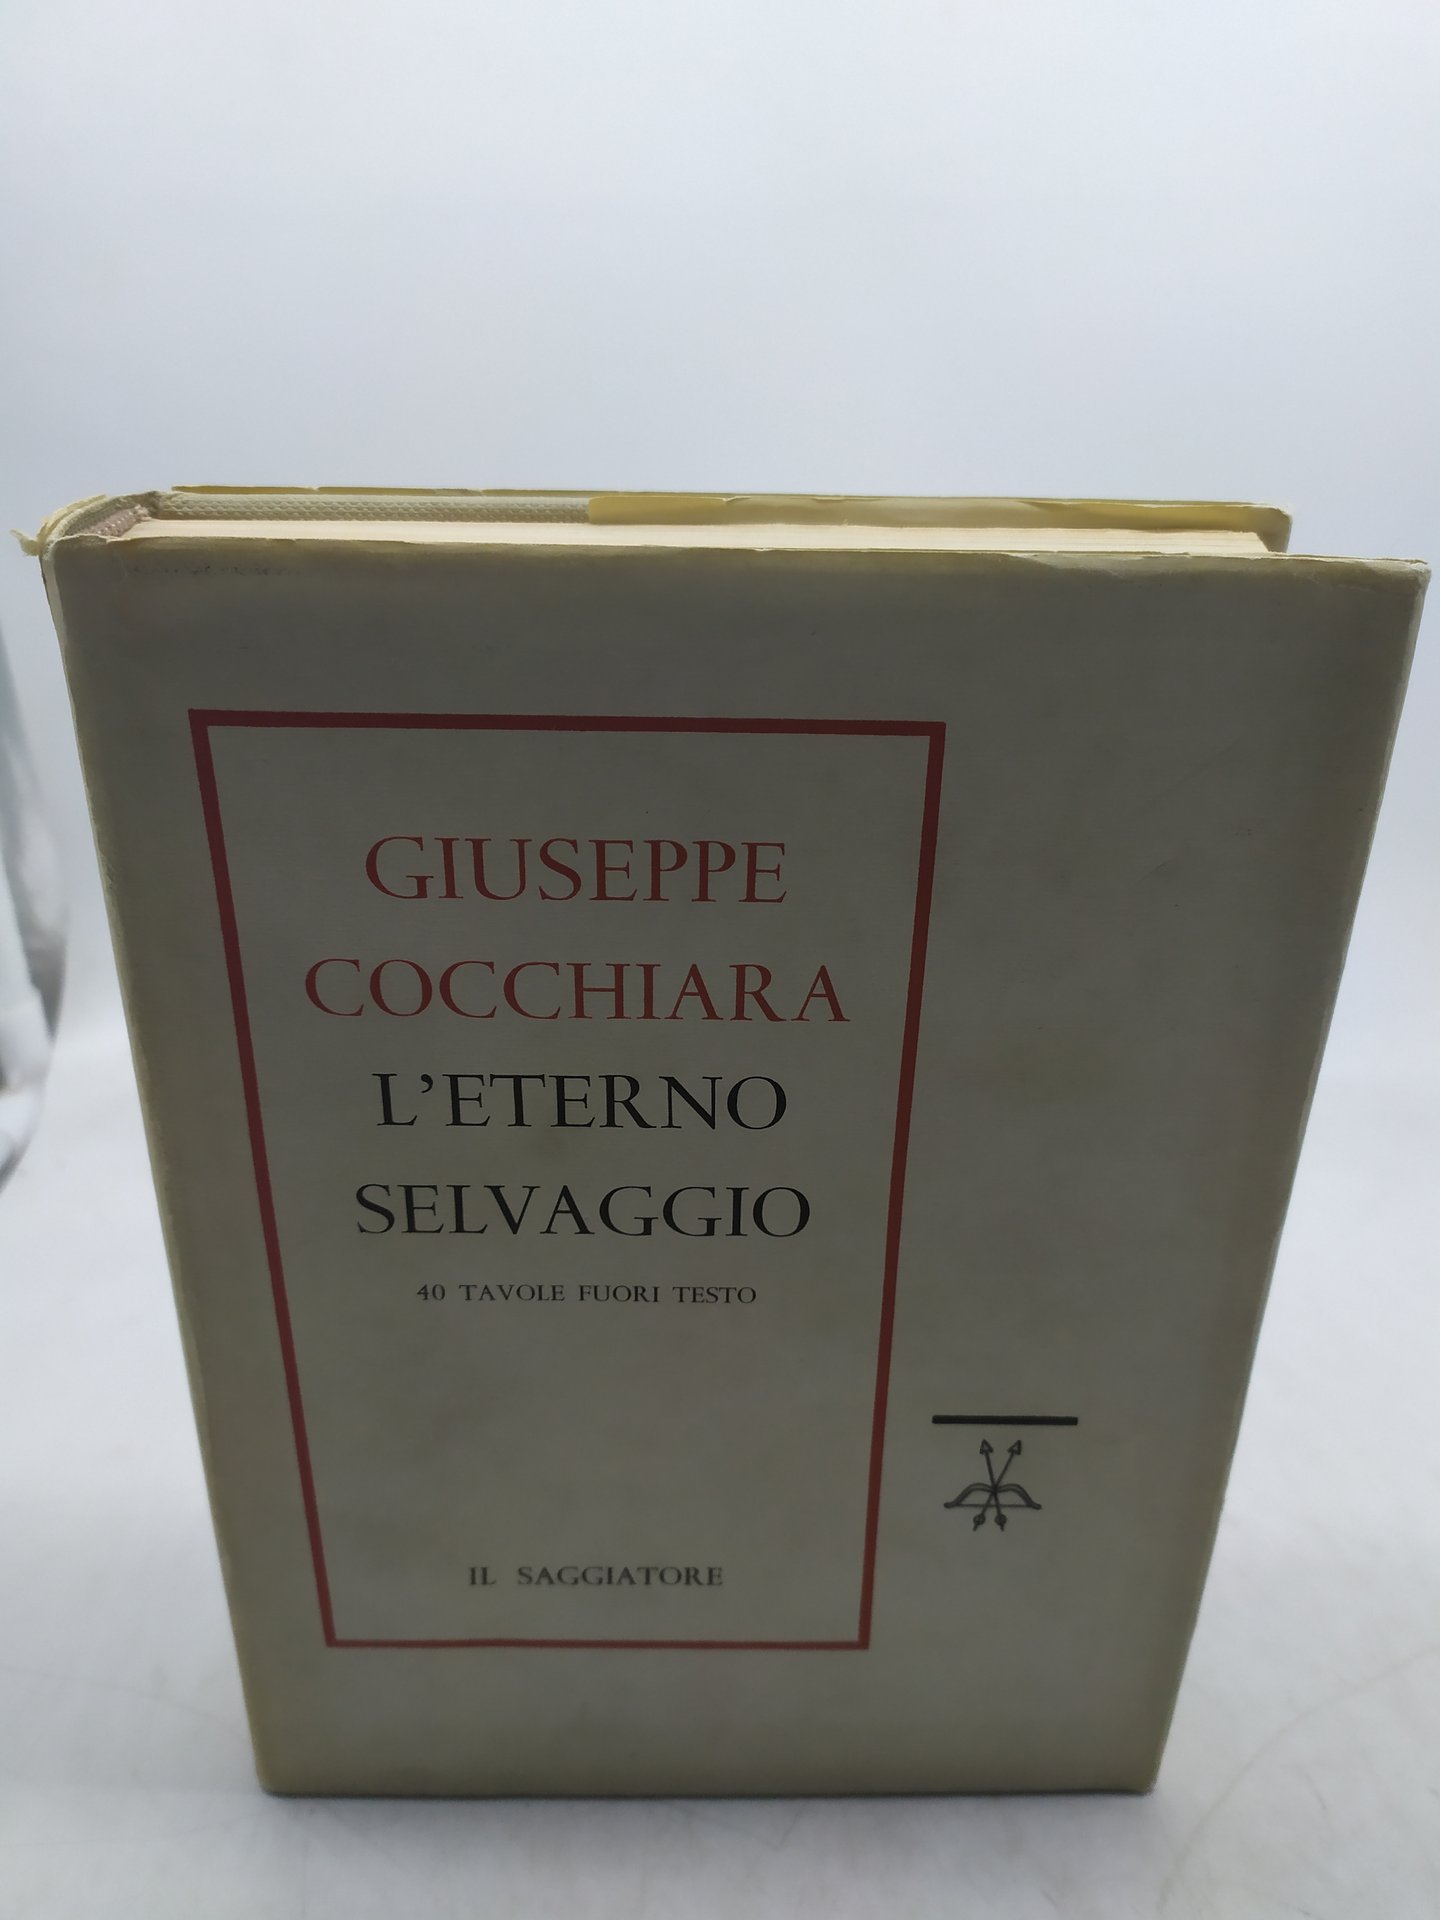 GIUSEPPE
COCCHIARA
L'ETERNO
SELVAGGIO
40 TAVOLE FUORI TESTO
IL SAGGIATORE